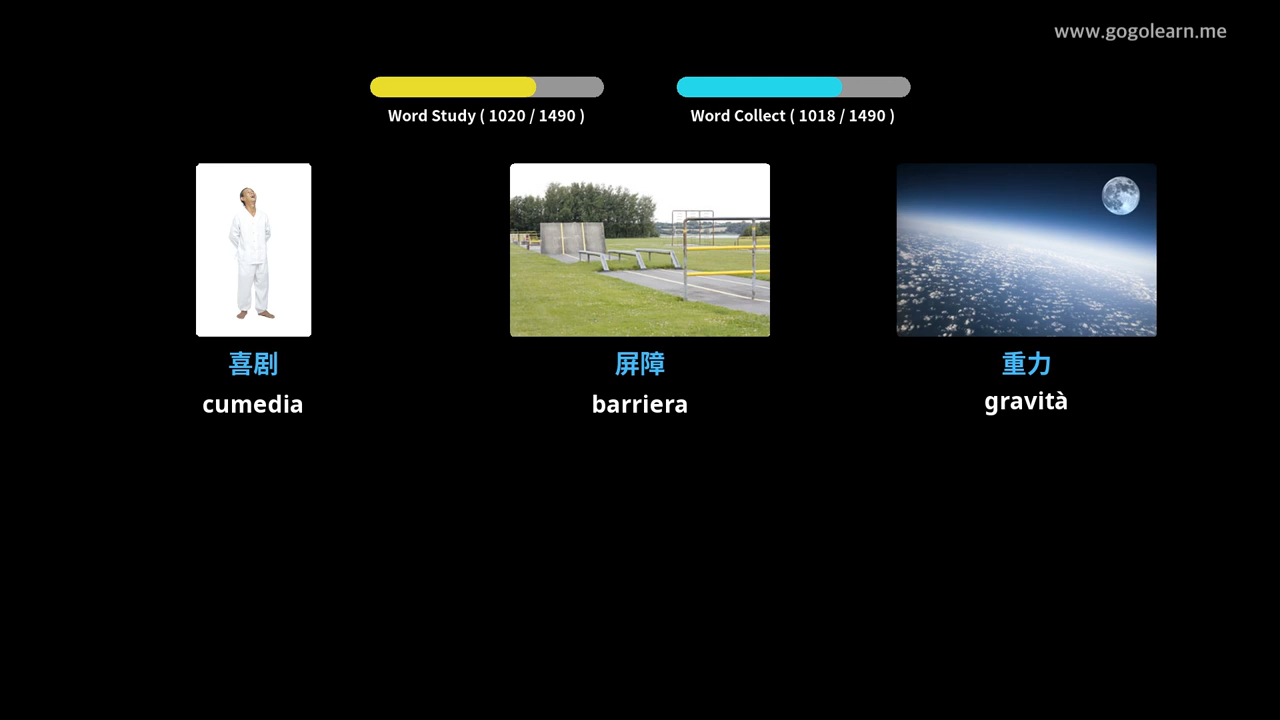 www.gogolearn.me
Word Study ( 1020 / 1490 )
Word Collect ( 1018 / 1490 )
喜剧
cumedia
屏障
barriera
重力
gravità